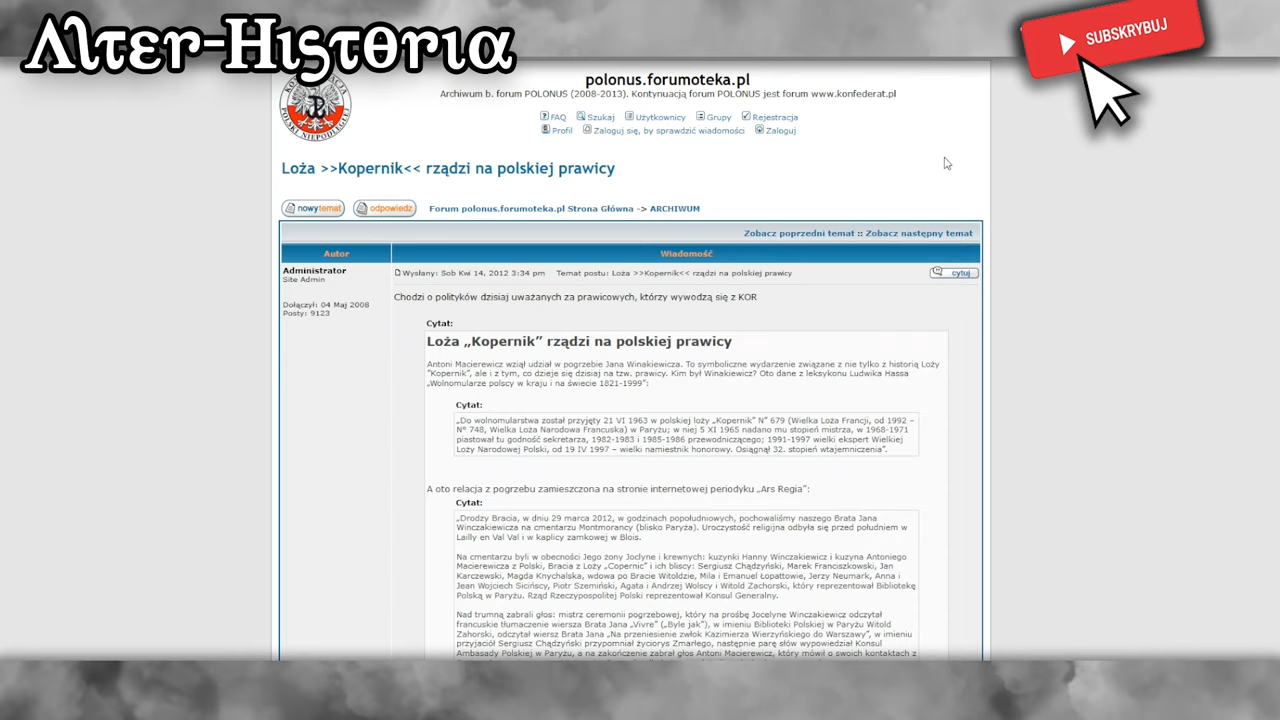 Alter-Historia
SUBSKRYBUJ
polonus.forumoteka.pl
Archiwum b. forum POLONUS (2008-2013). Kontynuacją forum POLONUS jest forum www.konfederat.pl
FAQ Szukaj Użytkownicy Grupy Rejestracja
Profil Zaloguj się, by sprawdzić wiadomości Zaloguj
POLSKI NIEPODLEGŁEJ
Loża >>Kopernik<< rządzi na polskiej prawicy
nowytemat odpowiedz Forum polonus.forumoteka.pl Strona Główna -> ARCHIWUM
Zobacz poprzedni temat :: Zobacz następny temat
Autor Wiadomość
Administrator
Site Admin
Dołączył: 04 Maj 2008
Posty: 9123
Wysłany: Sob Kwi 14, 2012 3:34 pm Temat postu: Loża >>Kopernik<< rządzi na polskiej prawicy cytuj
Chodzi o polityków dzisiaj uważanych za prawicowych, którzy wywodzą się z KOR
Cytat:
Loża „Kopernik” rządzi na polskiej prawicy
Antoni Macierewicz wziął udział w pogrzebie Jana Winakiewicza. To symboliczne wydarzenie związane z nie tylko z historią Loży
"Kopernik”, ale i z tym, co dzieje się dzisiaj na tzw. prawicy. Kim był Winakiewicz? Oto dane z leksykonu Ludwika Hassa
„Wolnomularze polscy w kraju i na świecie 1821-1999”:
Cytat:
„Do wolnomularstwa został przyjęty 21 VI 1963 w polskiej loży „Kopernik” N° 679 (Wielka Loża Francji, od 1992 –
N° 748, Wielka Loża Narodowa Francuska) w Paryżu; w niej 5 XI 1965 nadano mu stopień mistrza, w 1968-1971
piastował tu godność sekretarza, 1982-1983 i 1985-1986 przewodniczącego; 1991-1997 wielki ekspert Wielkiej
Loży Narodowej Polski, od 19 IV 1997 – wielki namiestnik honorowy. Osiągnął 32. stopień wtajemniczenia”.
A oto relacja z pogrzebu zamieszczona na stronie internetowej periodyku „Ars Regia”:
Cytat:
„Drodzy Bracia, w dniu 29 marca 2012, w godzinach popołudniowych, pochowaliśmy naszego Brata Jana
Winczakiewicza na cmentarzu Montmorancy (blisko Paryża). Uroczystość religijna odbyła się przed południem w
Lailly en Val Val i w kaplicy zamkowej w Blois.
Na cmentarzu byli w obecności Jego żony Joclyne i krewnych: kuzynki Hanny Winczakiewicz i kuzyna Antoniego
Macierewicza z Polski, Bracia z Loży „Copernic” i ich bliscy: Sergiusz Chądzyński, Marek Franciszkowski, Jan
Karczewski, Magda Knychalska, wdowa po Bracie Witoldzie, Mila i Emanuel Łopattowie, Jerzy Neumark, Anna i
Jean Wojciech Sicińscy, Piotr Szemiński, Agata i Andrzej Wolscy i Witold Zachorski, który reprezentował Bibliotekę
Polską w Paryżu. Rząd Rzeczypospolitej Polski reprezentował Konsul Generalny.
Nad trumną zabrali głos: mistrz ceremonii pogrzebowej, który na prośbę Jocelyne Winczakiewicz odczytał
francuskie tłumaczenie wiersza Brata Jana „Vivre” („Byle jak”), w imieniu Biblioteki Polskiej w Paryżu Witold
Zahorski, odczytał wiersz Brata Jana „Na przeniesienie zwłok Kazimierza Wierzyńskiego do Warszawy”, w imieniu
przyjaciół Sergiusz Chądzyński przypomniał życiorys Zmarłego, następnie parę słów wypowiedział Konsul
Ambasady Polskiej w Paryżu, a na zakończenie zabrał głos Antoni Macierewicz, który mówił o swoich kontaktach z